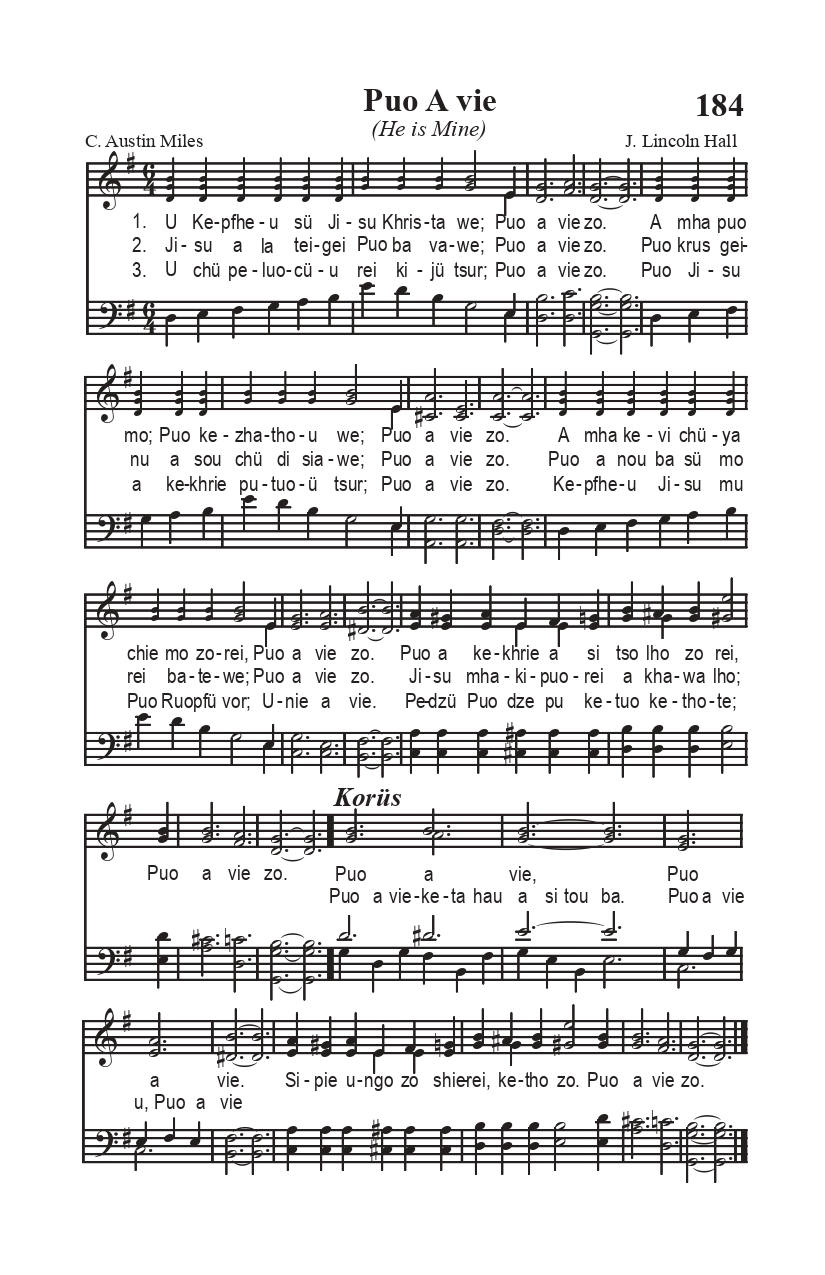 Puo A vie
184
(He is Mine)
C. Austin Miles
J. Lincoln Hall
1. U Ke-pfhe-u sü Ji-su Khris-ta we; Puo a vie zo. A mha puo
2. Ji-su a la tei-gei Puo ba va-we; Puo a vie zo. Puo krus gei-
3. U chü pe-luo-cü-u rei ki-jü tsur; Puo a vie zo. Puo Ji-su
mo; Puo ke-zha-tho-u we; Puo a vie zo. A mha ke-vi chü-ya
nu a sou chü di sia-we; Puo a vie zo. Puo a nou ba sü mo
a ke-khrie pu-tuo-ü tsur; Puo a vie zo. Ke-pfhe-u Ji-su mu
chie mo zo-rei, Puo a vie zo. Puo a ke-khrie a si tso lho zo rei,
rei ba-te-we; Puo a vie zo. Ji-su mha-ki-puo-rei a kha-wa lho;
Puo Ruopfü vor; U-nie a vie. Pe-dzü Puo dze pu ke-tuo ke-tho-te;
Korüs
Puo a vie zo. Puo a vie, Puo
Puo a vie-ke-ta hau a si tou ba. Puo a vie
a vie. Si-pie u-ngo zo shierei, ke-tho zo. Puo a vie zo.
u, Puo a vie